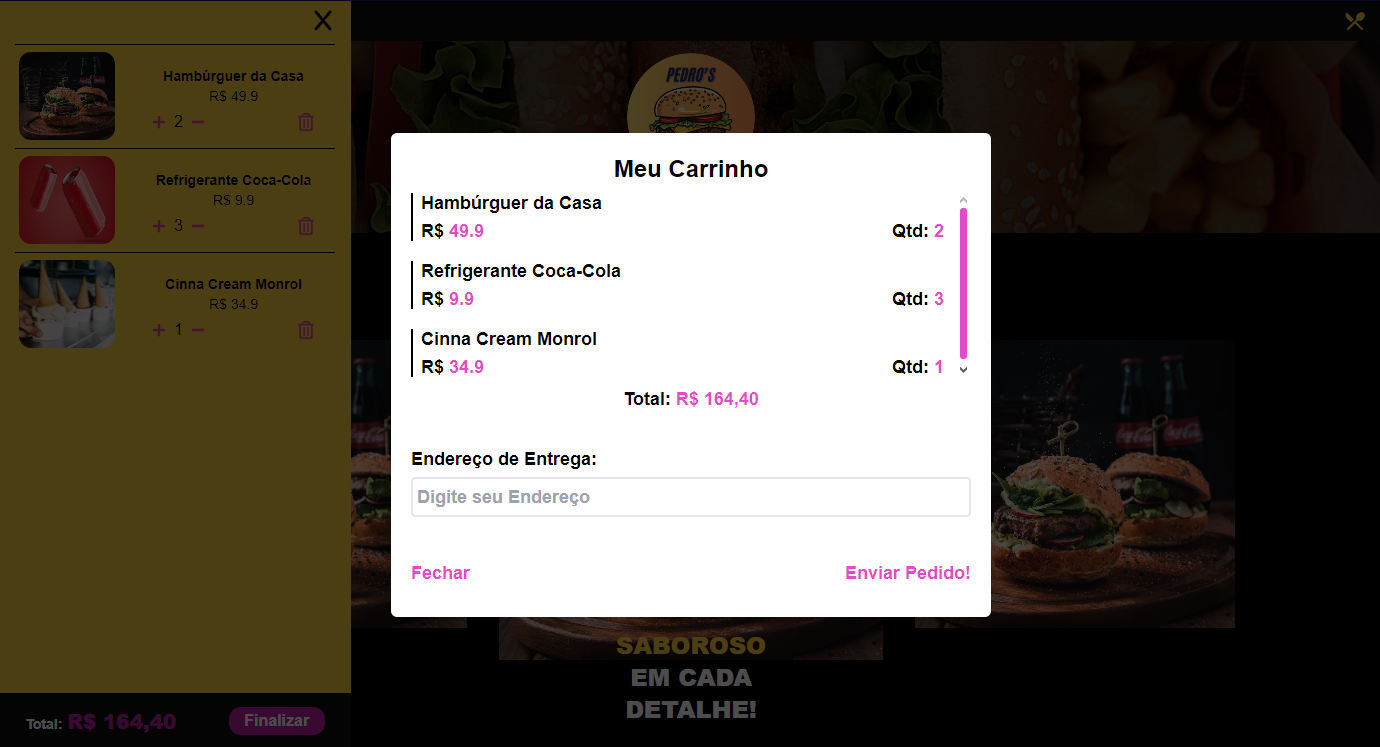 Hambúrguer da Casa
R$ 49.9
+ 2 −
Refrigerante Coca-Cola
R$ 9.9
+ 3 −
Cinna Cream Monrol
R$ 34.9
+ 1 −
Total: R$ 164,40
Finalizar
PEDRO'S
Meu Carrinho
Hambúrguer da Casa
R$ 49.9 Qtd: 2
Refrigerante Coca-Cola
R$ 9.9 Qtd: 3
Cinna Cream Monrol
R$ 34.9 Qtd: 1
Total: R$ 164,40
Endereço de Entrega:
Digite seu Endereço
Fechar Enviar Pedido!
SABOROSO
EM CADA
DETALHE!